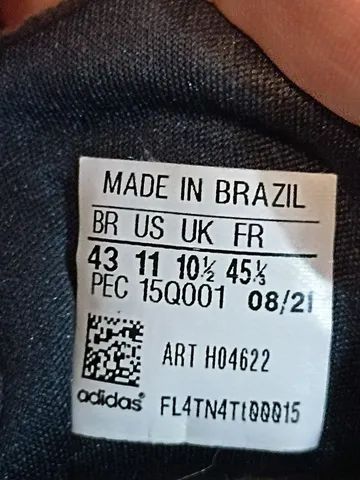 MADE IN BRAZIL
BR US UK FR
43 11 10½ 45⅓
PEC 15Q001 08/21
ART H04622
adidas FL4TN4Tt00015